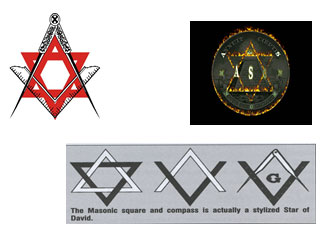 A S
G
The Masonic square and compass is actually a stylized Star of
David.